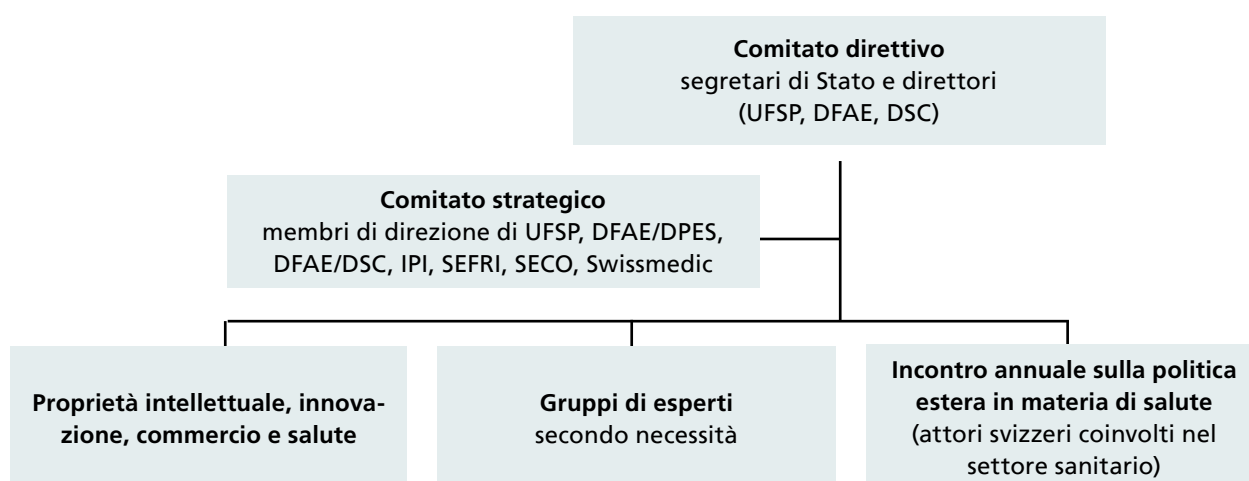 Comitato direttivo
segretari di Stato e direttori
(UFSP, DFAE, DSC)
Comitato strategico
membri di direzione di UFSP, DFAE/DPES,
DFAE/DSC, IPI, SEFRI, SECO, Swissmedic
Proprietà intellettuale, innova-
zione, commercio e salute
Gruppi di esperti
secondo necessità
Incontro annuale sulla politica
estera in materia di salute
(attori svizzeri coinvolti nel
settore sanitario)